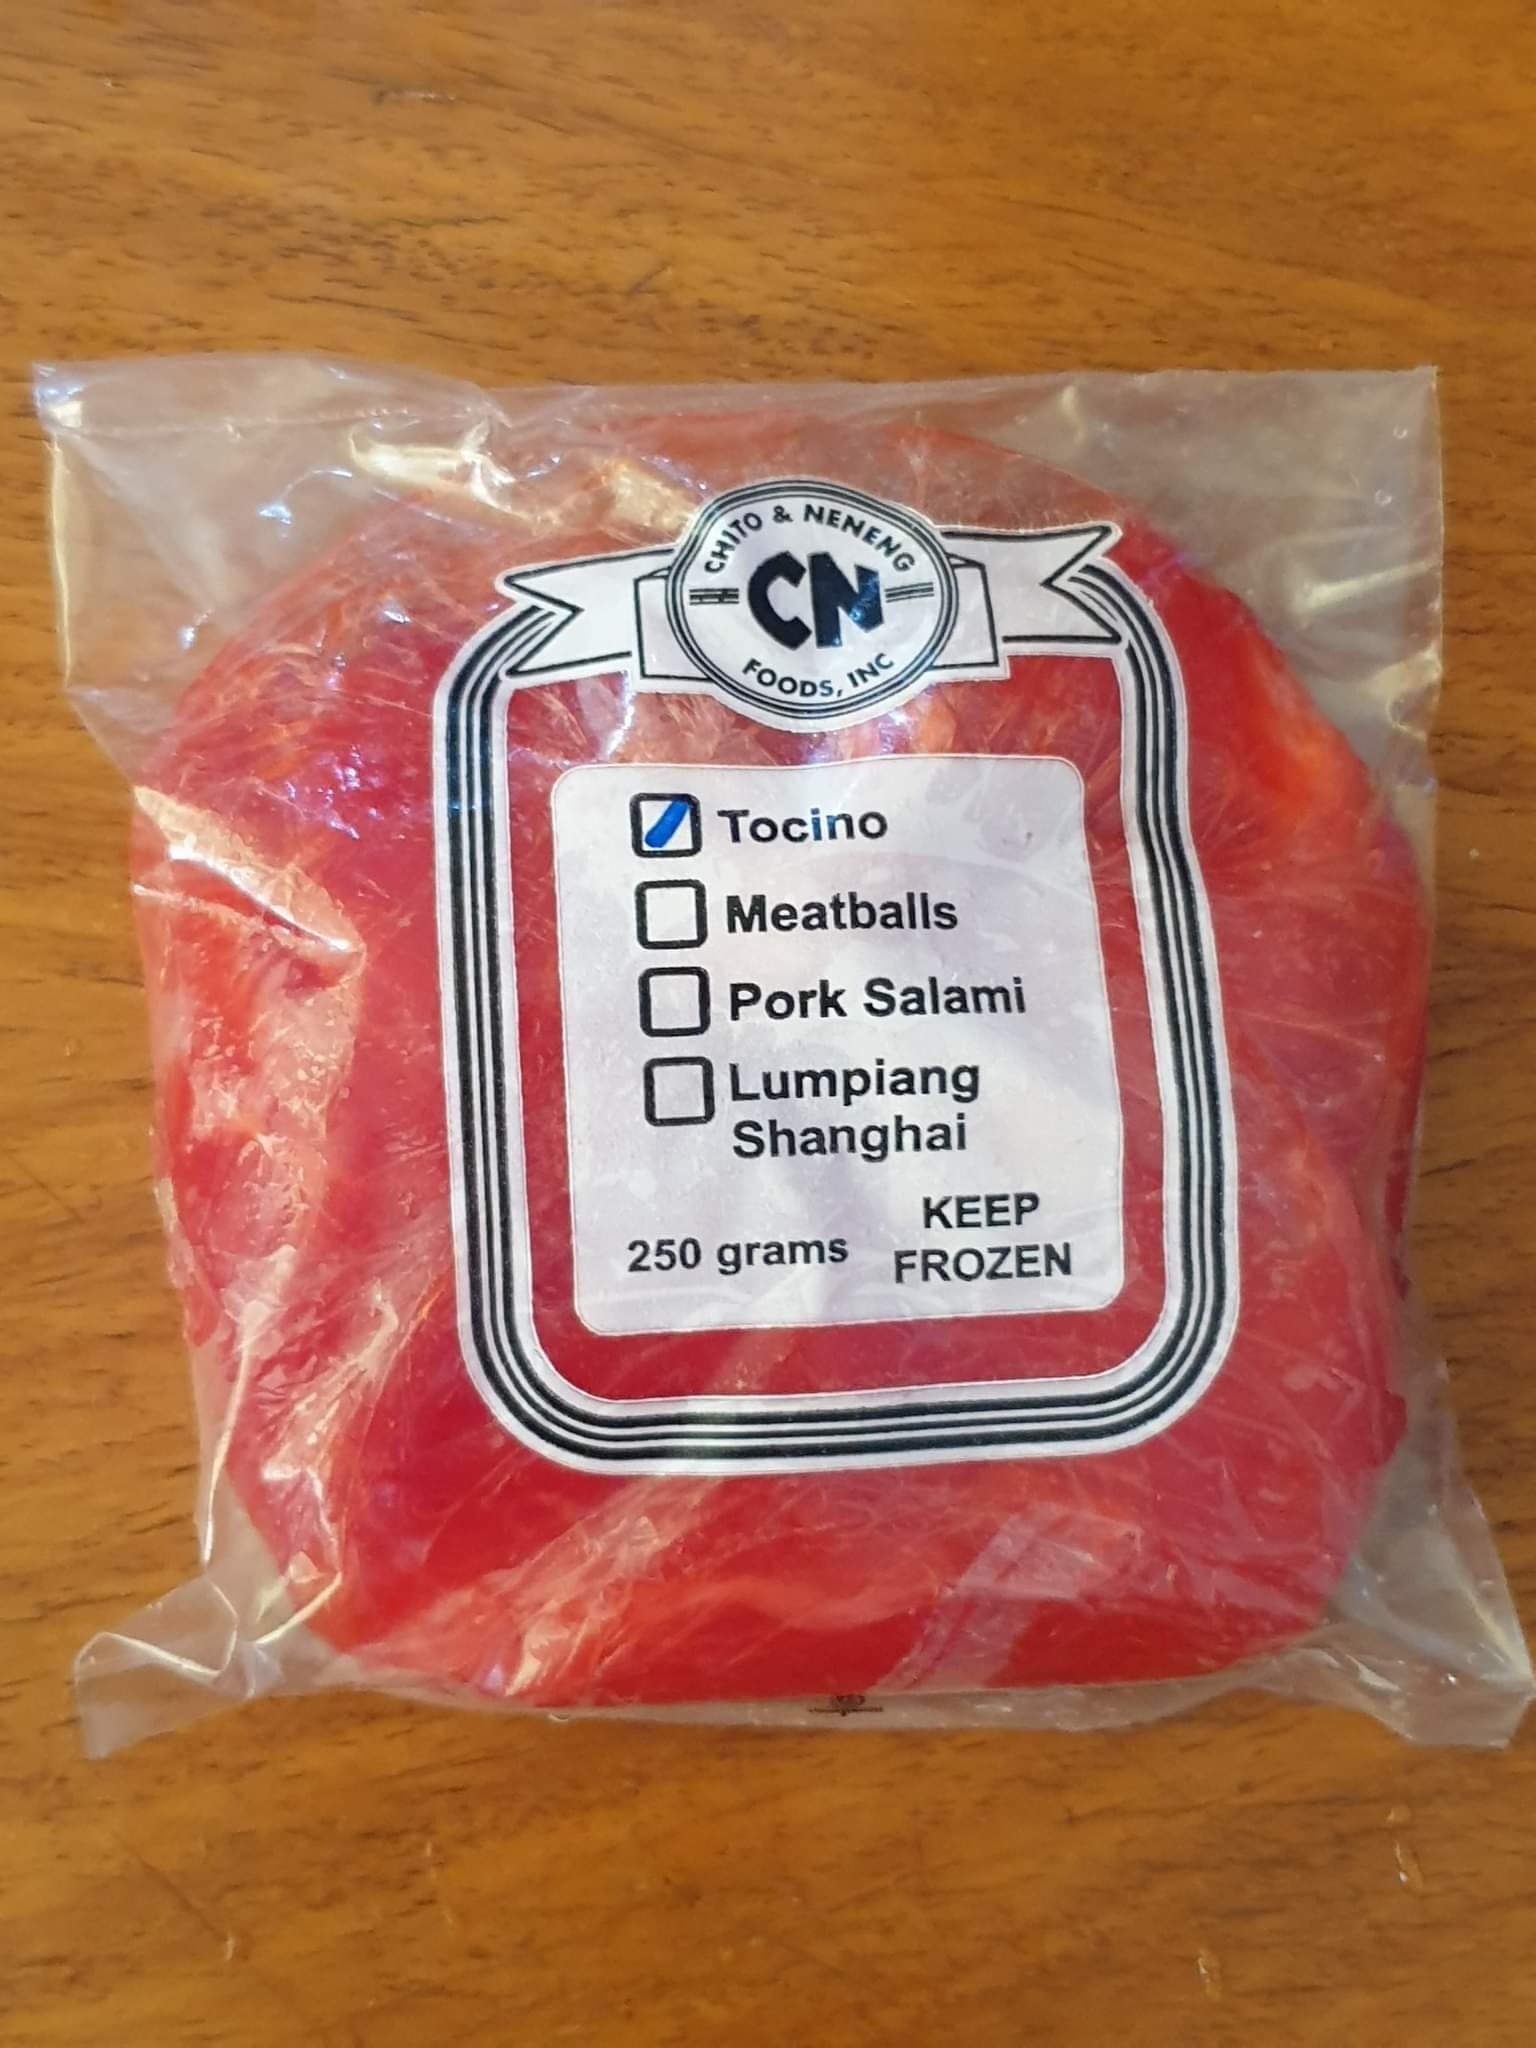 CHITO & NENENG
CN
FOODS, INC
Tocino
Meatballs
Pork Salami
Lumpiang
Shanghai
250 grams
KEEP
FROZEN